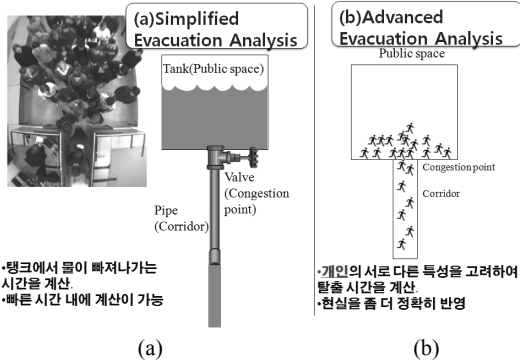 (a)Simplified
Evacuation Analysis
Tank(Public space)
Valve
(Congestion
point)
Pipe
(Corridor)
•탱크에서 물이 빠져나가는
시간을 계산.
•빠른 시간 내에 계산이 가능
(a)
(b)Advanced
Evacuation Analysis
Public space
Congestion point
Corridor
•개인의 서로 다른 특성을 고려하여
탈출 시간을 계산.
•현실을 좀 더 정확히 반영
(b)